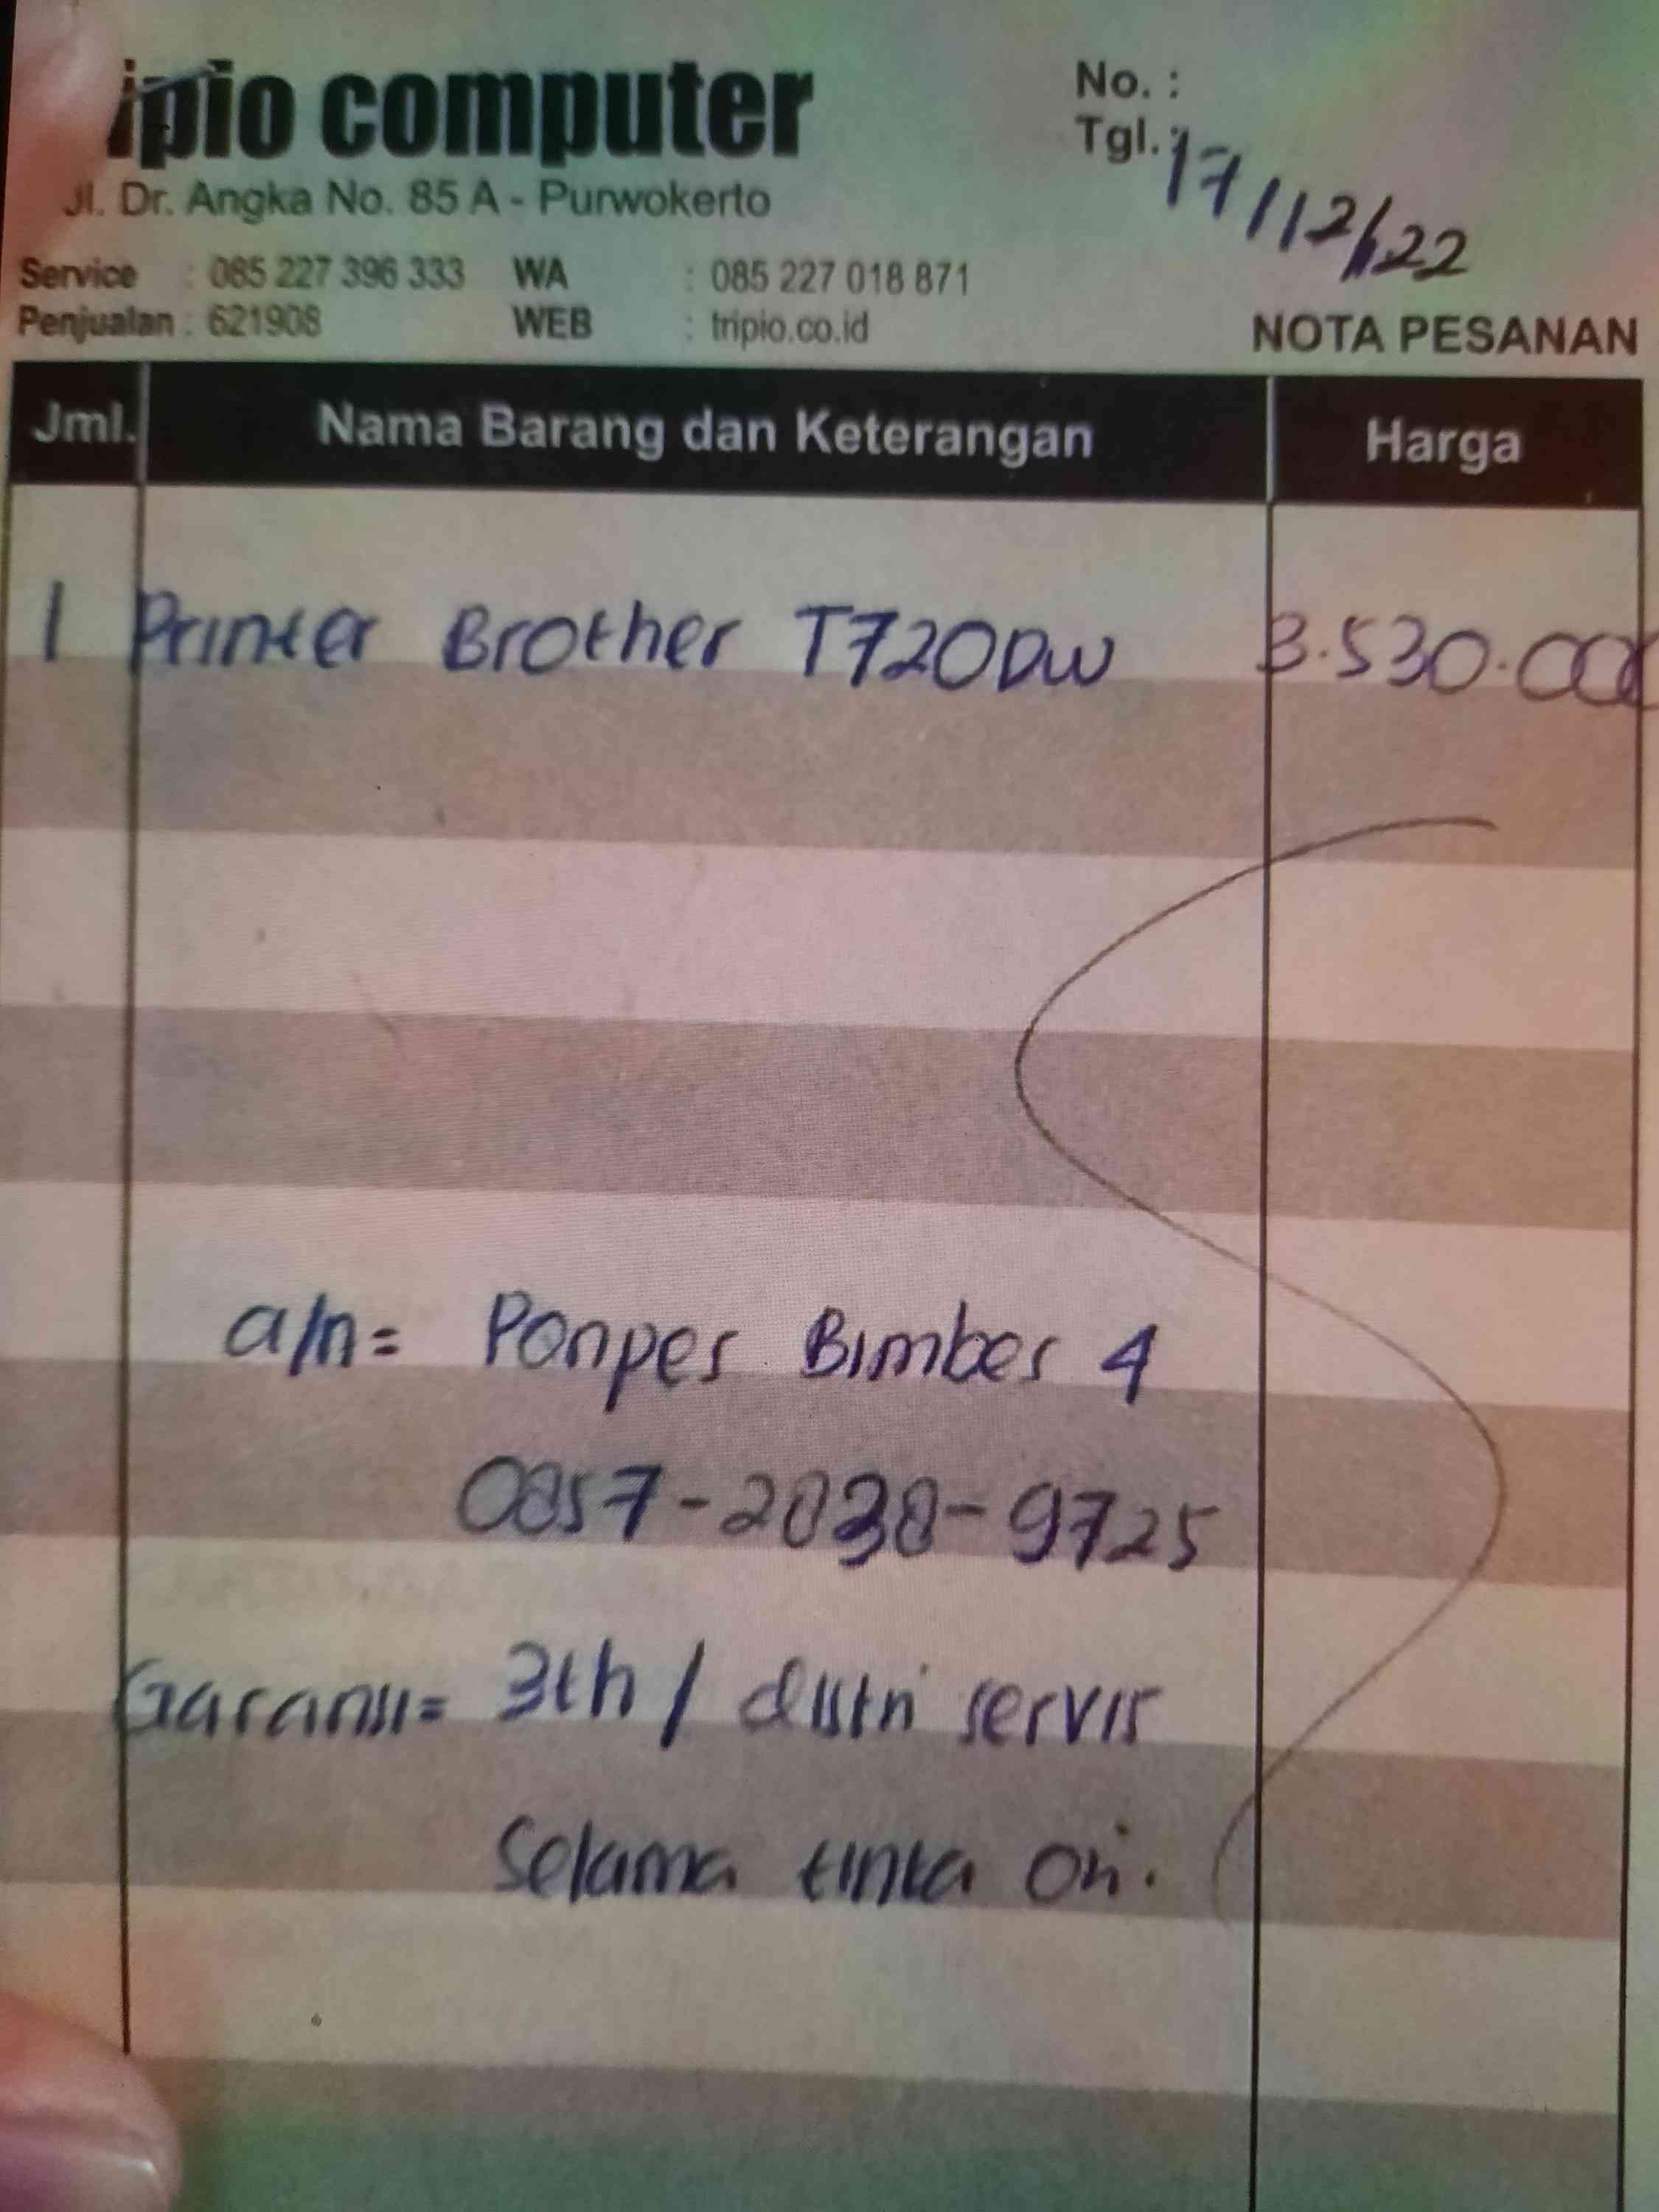 ipio computer
Jl. Dr. Angka No. 85 A - Purwokerto
Service : 085 227 396 333 WA : 085 227 018 871
Penjualan : 621908 WEB : tripio.co.id
No. :
Tgl. : 17/12/22
NOTA PESANAN
Jml. Nama Barang dan Keterangan Harga
1 Printer Brother T720DW 3.530.000
a/n = Ponpes Bimbes 4
0857-2038-9725
Garansi = 3th / distri servis
Selama tinta ori.